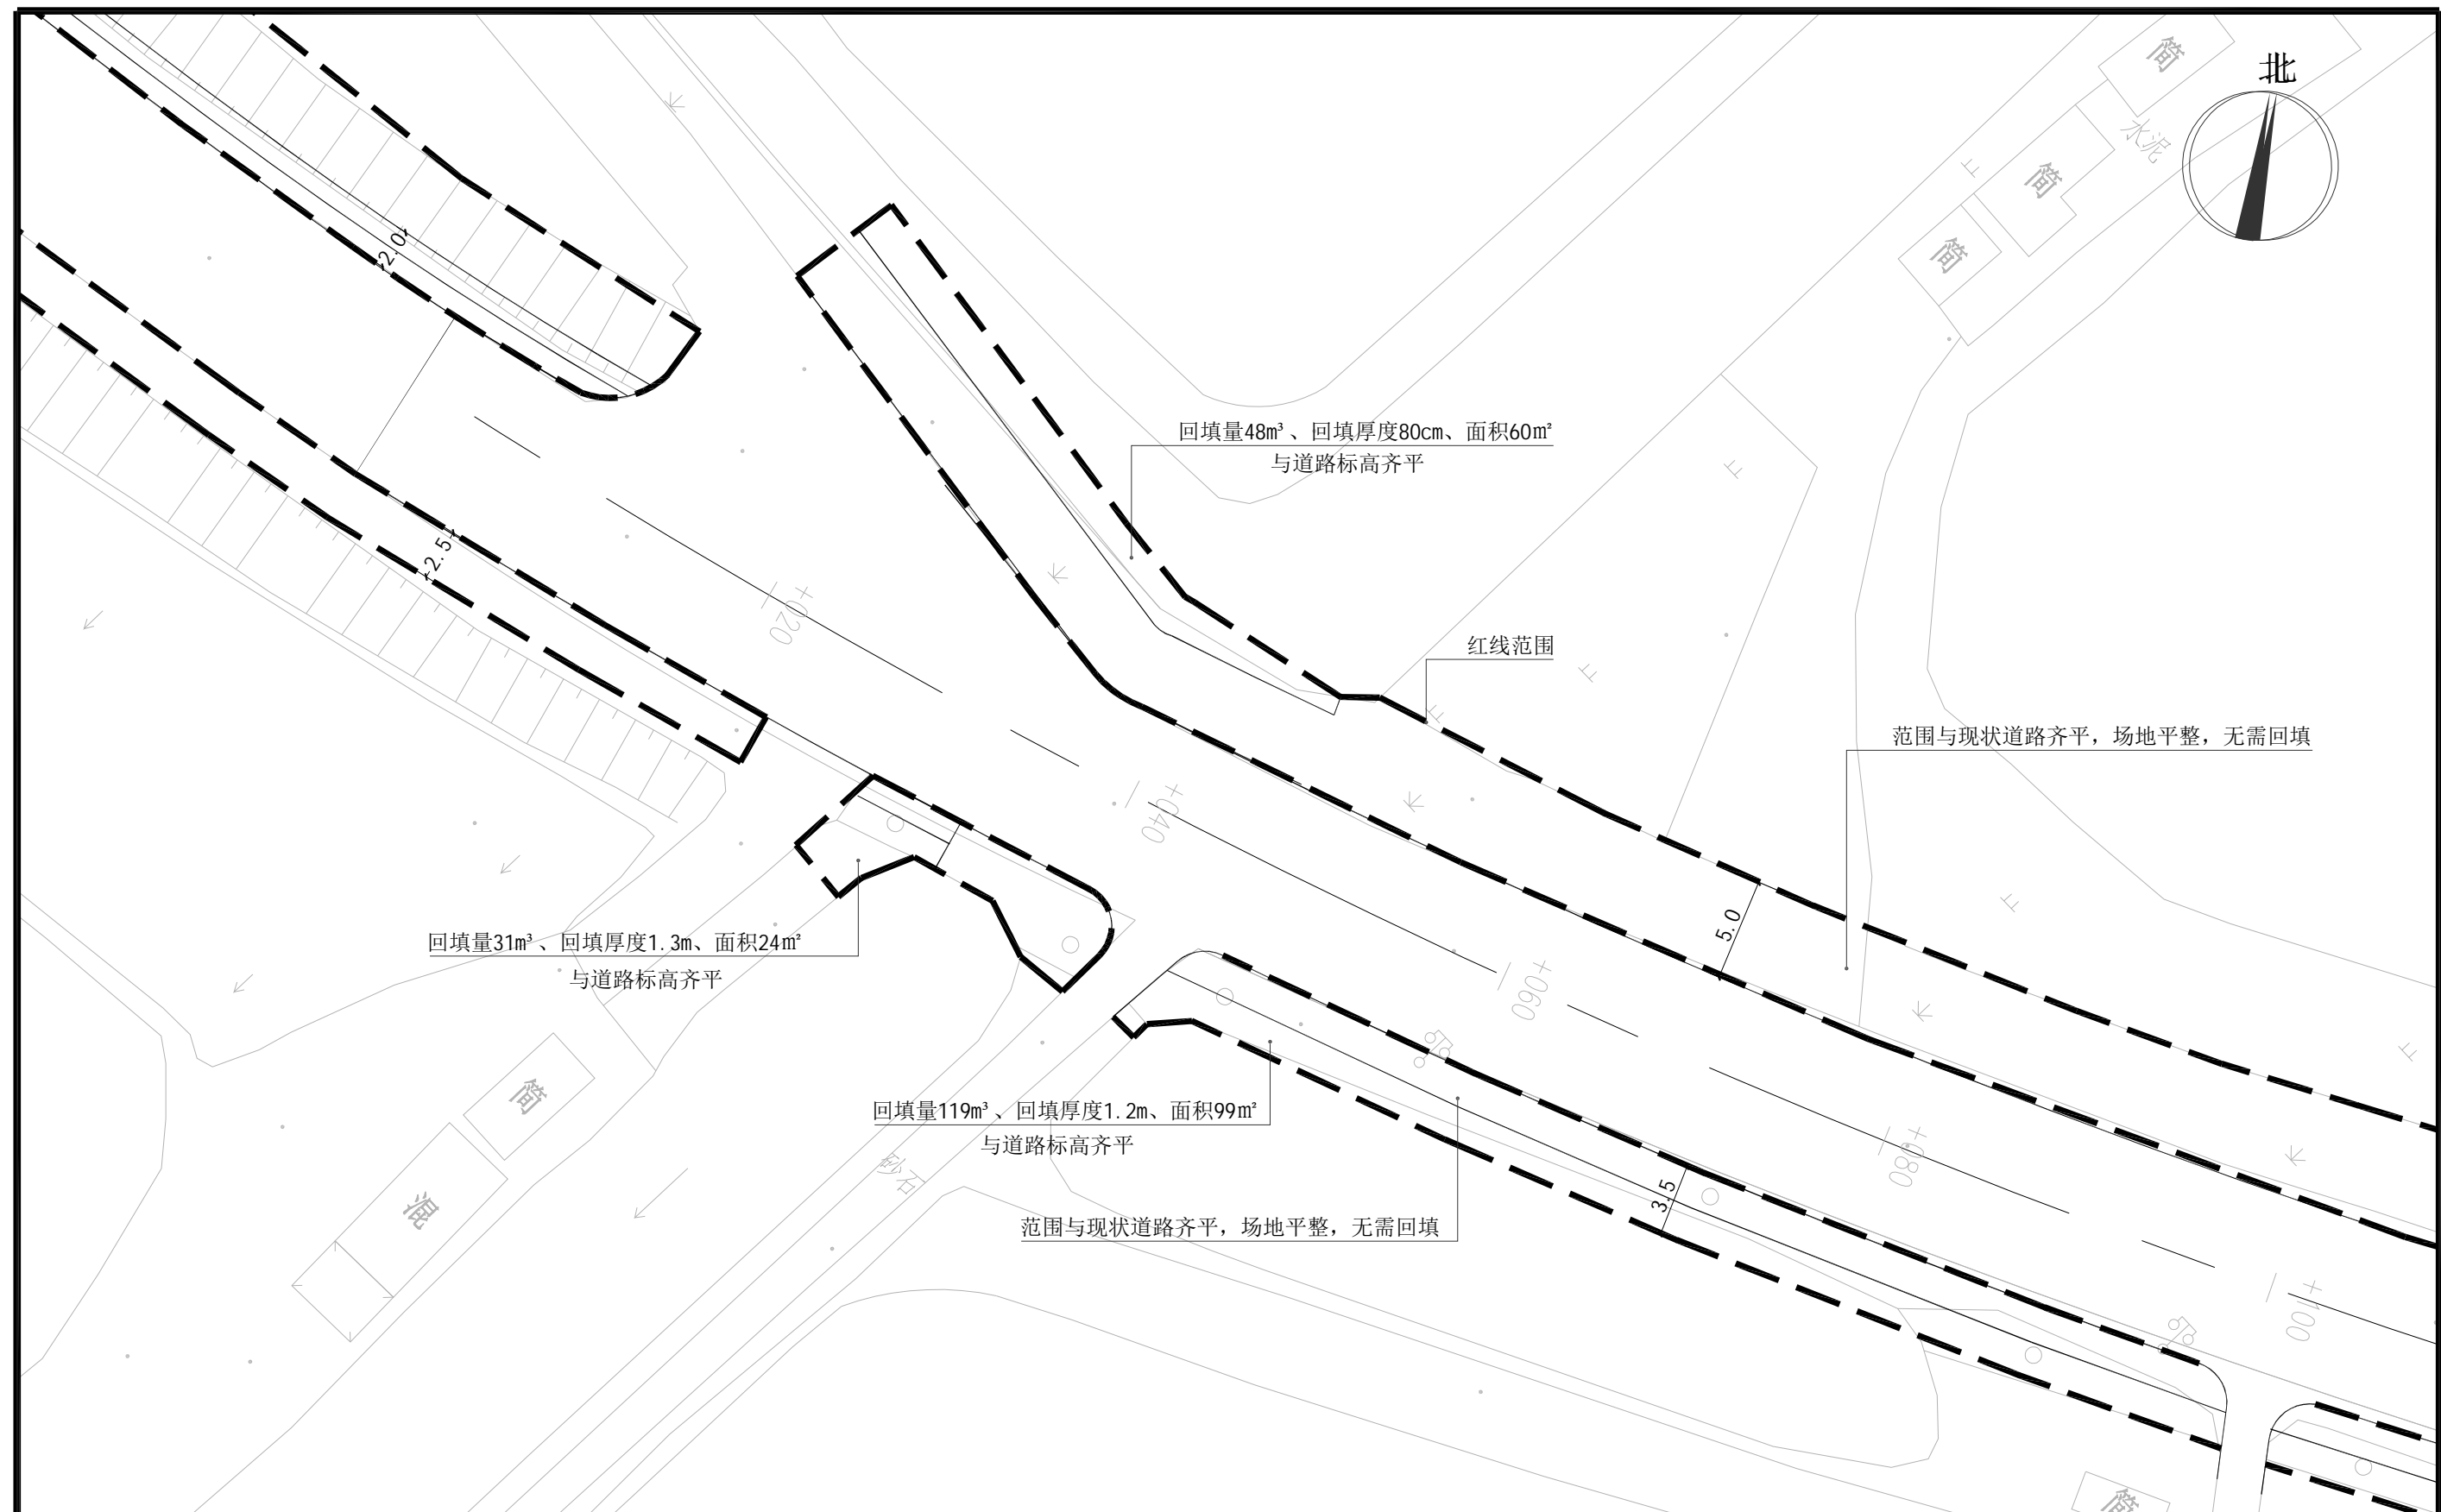 简
北
水泥
简
2.0
简
回填量48m³、回填厚度80cm、面积60㎡
与道路标高齐平
2.5
+020
红线范围
范围与现状道路齐平，场地平整，无需回填
+040
5.0
回填量31m³、回填厚度1.3m、面积24㎡
与道路标高齐平
+060
简
回填量119m³、回填厚度1.2m、面积99㎡
与道路标高齐平
+080
砂石
3.5
混
范围与现状道路齐平，场地平整，无需回填
+100
简